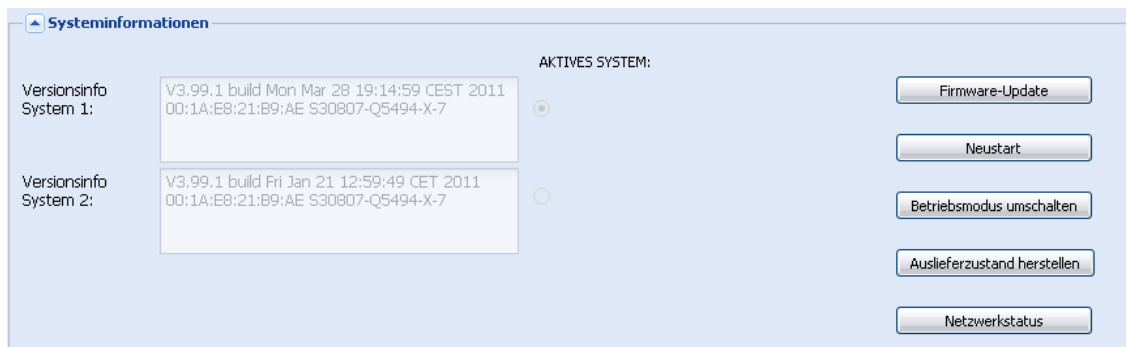 Systeminformationen
AKTIVES SYSTEM:
Versionsinfo
System 1:
V3.99.1 build Mon Mar 28 19:14:59 CEST 2011
00:1A:E8:21:B9:AE S30807-Q5494-X-7
Versionsinfo
System 2:
V3.99.1 build Fri Jan 21 12:59:49 CET 2011
00:1A:E8:21:B9:AE S30807-Q5494-X-7
Firmware-Update
Neustart
Betriebsmodus umschalten
Auslieferzustand herstellen
Netzwerkstatus